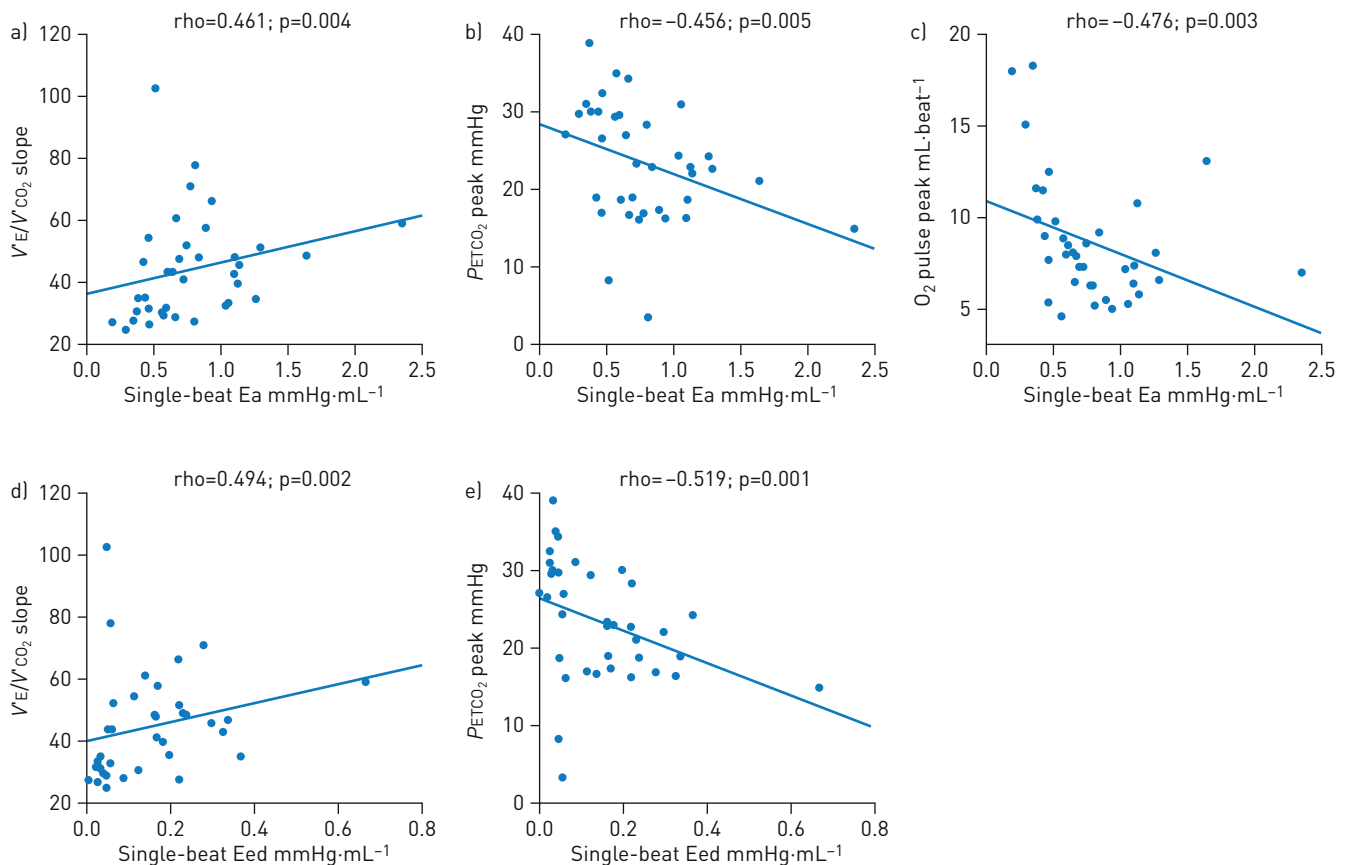 a)
rho=0.461; p=0.004
120
100
80
60
40
20
V′E/V′CO₂ slope
0.0 0.5 1.0 1.5 2.0 2.5
Single-beat Ea mmHg·mL⁻¹
b)
rho=−0.456; p=0.005
40
30
20
10
0
PETCO₂ peak mmHg
0.0 0.5 1.0 1.5 2.0 2.5
Single-beat Ea mmHg·mL⁻¹
c)
rho=−0.476; p=0.003
20
15
10
5
O₂ pulse peak mL·beat⁻¹
0.0 0.5 1.0 1.5 2.0 2.5
Single-beat Ea mmHg·mL⁻¹
d)
rho=0.494; p=0.002
120
100
80
60
40
20
V′E/V′CO₂ slope
0.0 0.2 0.4 0.6 0.8
Single-beat Eed mmHg·mL⁻¹
e)
rho=−0.519; p=0.001
40
30
20
10
0
PETCO₂ peak mmHg
0.0 0.2 0.4 0.6 0.8
Single-beat Eed mmHg·mL⁻¹